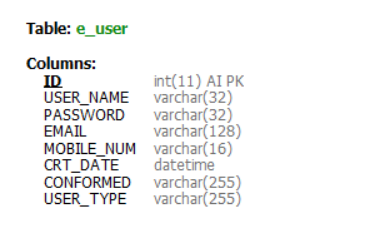 Table: e_user
Columns:
ID int(11) AI PK
USER_NAME varchar(32)
PASSWORD varchar(32)
EMAIL varchar(128)
MOBILE_NUM varchar(16)
CRT_DATE datetime
CONFORMED varchar(255)
USER_TYPE varchar(255)